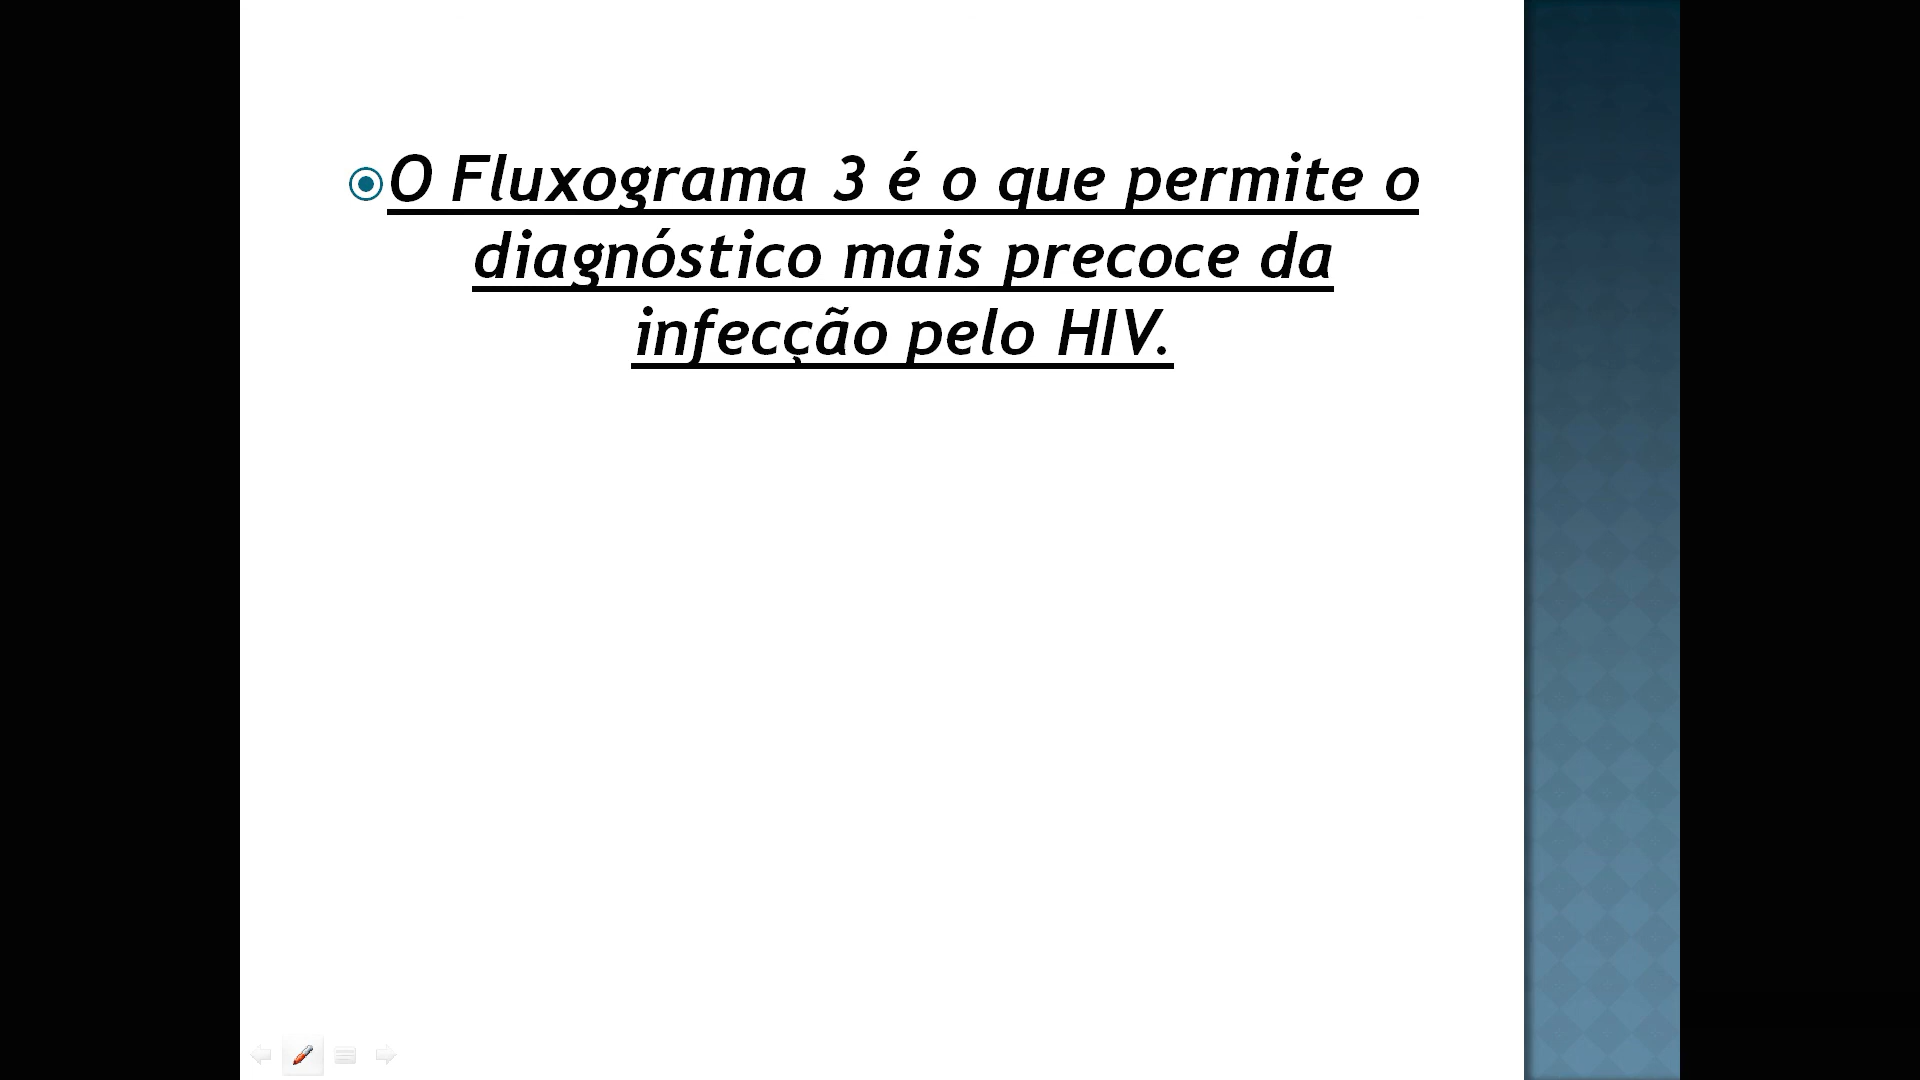 O Fluxograma 3 é o que permite o
diagnóstico mais precoce da
infecção pelo HIV.